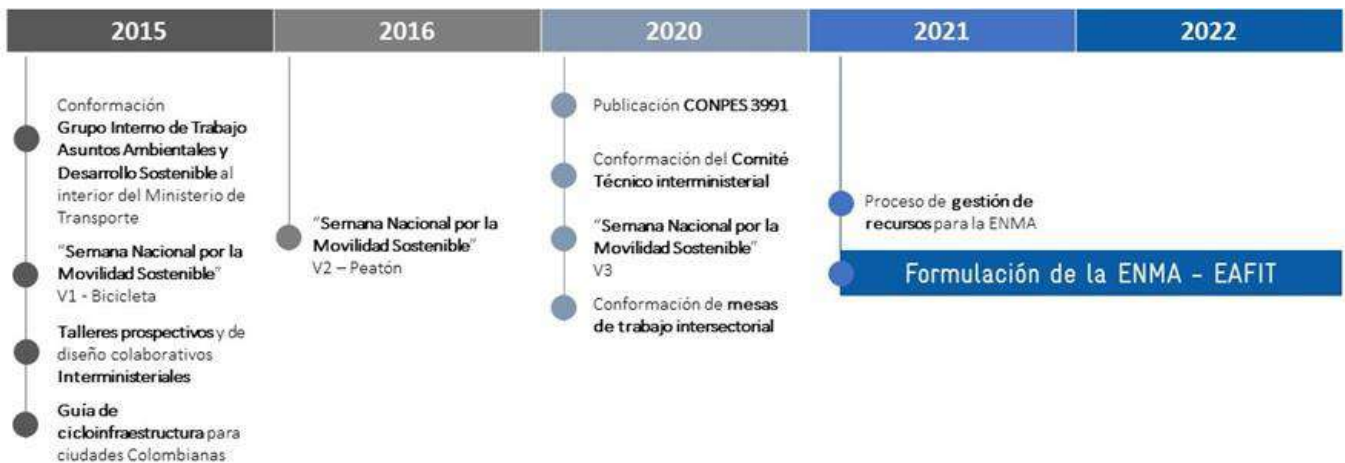 2015
2016
2020
2021
2022
Conformación
Grupo Interno de Trabajo
Asuntos Ambientales y
Desarrollo Sostenible al
interior del Ministerio de
Transporte
"Semana Nacional por la
Movilidad Sostenible"
V1 - Bicicleta
Talleres prospectivos y de
diseño colaborativos
Interministeriales
Guía de
cicloinfraestructura para
ciudades Colombianas
"Semana Nacional por la
Movilidad Sostenible"
V2 – Peatón
Publicación CONPES 3991
Conformación del Comité
Técnico interministerial
"Semana Nacional por la
Movilidad Sostenible"
V3
Conformación de mesas
de trabajo intersectorial
Proceso de gestión de
recursos para la ENMA
Formulación de la ENMA - EAFIT